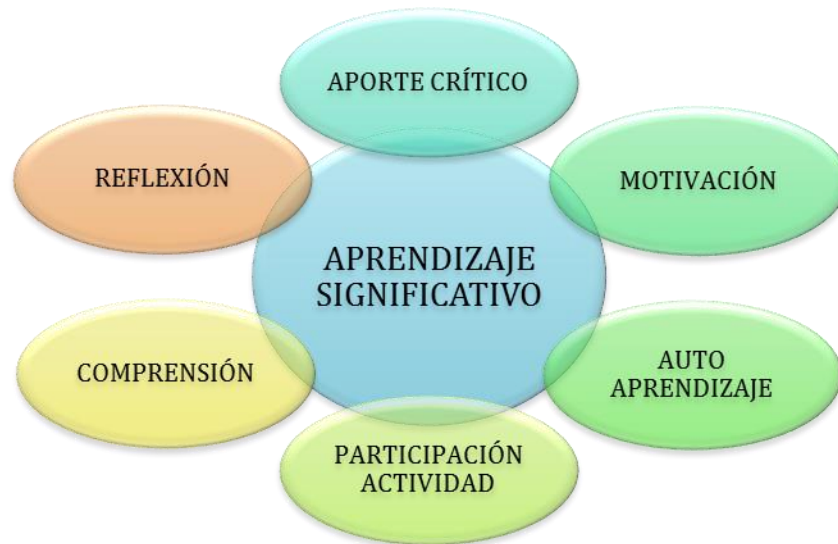 APORTE CRÍTICO
REFLEXIÓN
MOTIVACIÓN
APRENDIZAJE
SIGNIFICATIVO
COMPRENSIÓN
AUTO
APRENDIZAJE
PARTICIPACIÓN
ACTIVIDAD